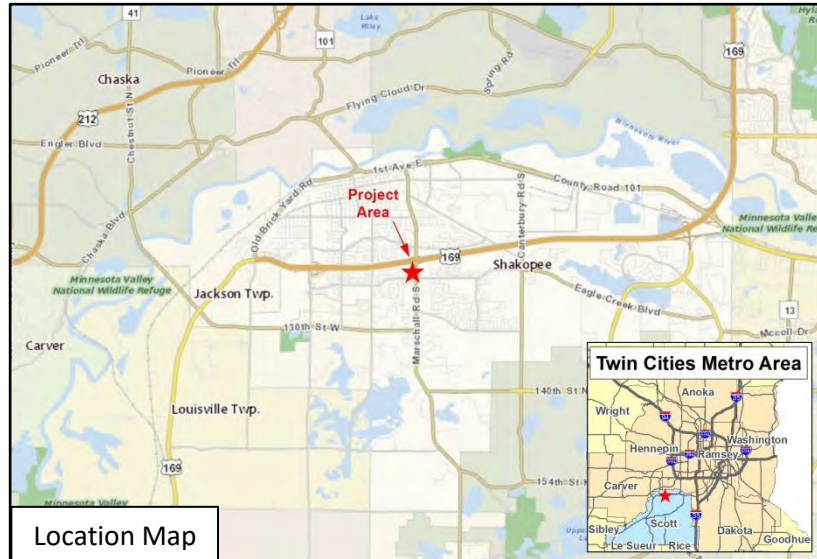 41
Lake
Riley
101
Pioneer Trl
Pioneer Trl
Chaska
Flying Cloud Dr
169
212
Chestnut St N
Engler Blvd
Minnesota River
1st Ave E
County Road 101
Old Brick Yard Rd
Canterbury Rd S
Project
Area
Chaska Blvd
Minnesota Valley
National Wildlife Refuge
169
Shakopee
Minnesota Valley
National Wildlife Refuge
Jackson Twp.
Eagle Creek Blvd
13
Marschall Rd S
130th St W
Mccoll Dr
Carver
Louisville Twp.
140th St N
169
154th St N
Minnesota Valley
Location Map
Twin Cities Metro Area
Anoka
Wright
35
94
Hennepin
Washington
Ramsey
Carver
Scott
35
Dakota
Sibley
Le Sueur
Rice
Goodhue